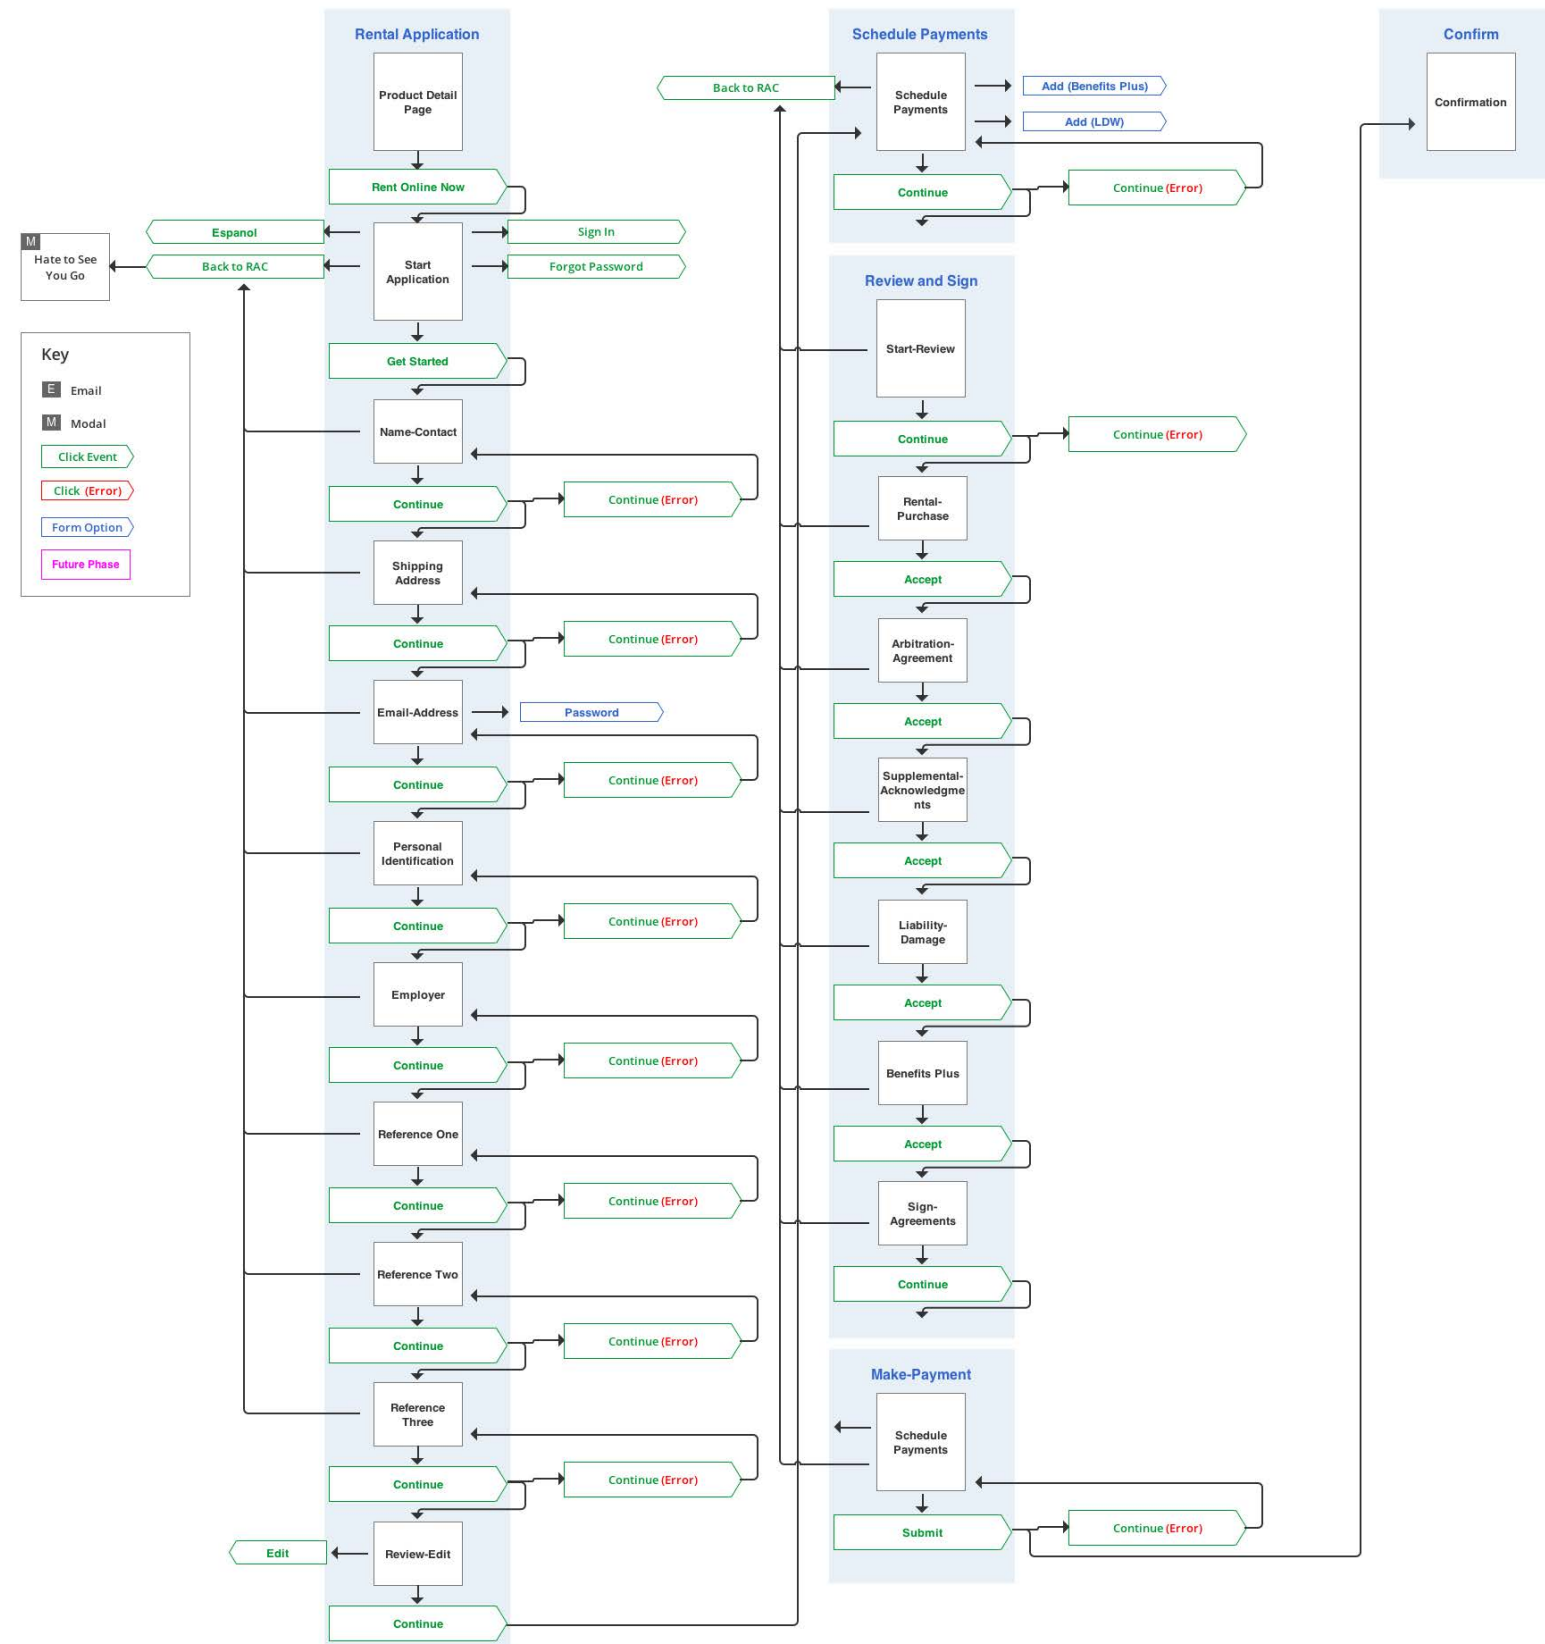 Rental Application
Product Detail
Page
Rent Online Now
Espanol
Sign In
M
Hate to See
You Go
Back to RAC
Start
Application
Forgot Password
Get Started
Key
E Email
M Modal
Click Event
Click (Error)
Form Option
Future Phase
Name-Contact
Continue
Continue (Error)
Shipping
Address
Continue
Continue (Error)
Email-Address
Password
Continue
Continue (Error)
Personal
Identification
Continue
Continue (Error)
Employer
Continue
Continue (Error)
Reference One
Continue
Continue (Error)
Reference Two
Continue
Continue (Error)
Reference
Three
Continue
Continue (Error)
Edit
Review-Edit
Continue
Schedule Payments
Back to RAC
Schedule
Payments
Add (Benefits Plus)
Add (LDW)
Continue
Continue (Error)
Review and Sign
Start-Review
Continue
Continue (Error)
Rental-
Purchase
Accept
Arbitration-
Agreement
Accept
Supplemental-
Acknowledgme
nts
Accept
Liability-
Damage
Accept
Benefits Plus
Accept
Sign-
Agreements
Continue
Make-Payment
Schedule
Payments
Submit
Continue (Error)
Confirm
Confirmation